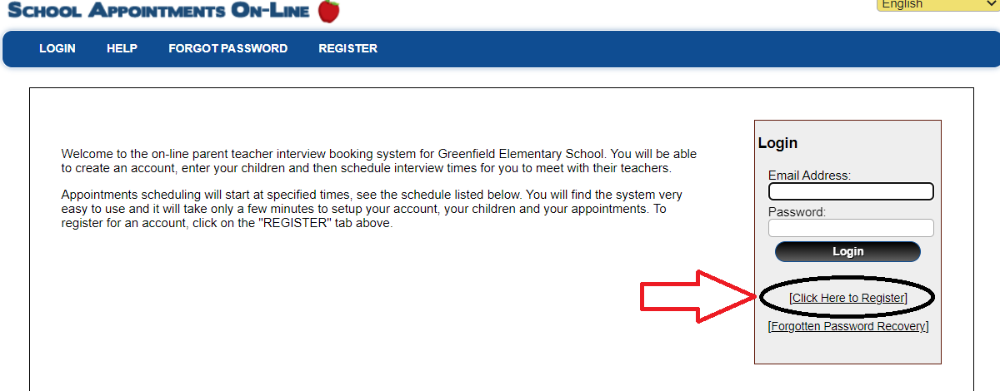 SCHOOL APPOINTMENTS ON-LINE
English
LOGIN HELP FORGOT PASSWORD REGISTER
Welcome to the on-line parent teacher interview booking system for Greenfield Elementary School. You will be able
to create an account, enter your children and then schedule interview times for you to meet with their teachers.
Appointments scheduling will start at specified times, see the schedule listed below. You will find the system very
easy to use and it will take only a few minutes to setup your account, your children and your appointments. To
register for an account, click on the "REGISTER" tab above.
Login
Email Address:
Password:
Login
[Click Here to Register]
[Forgotten Password Recovery]